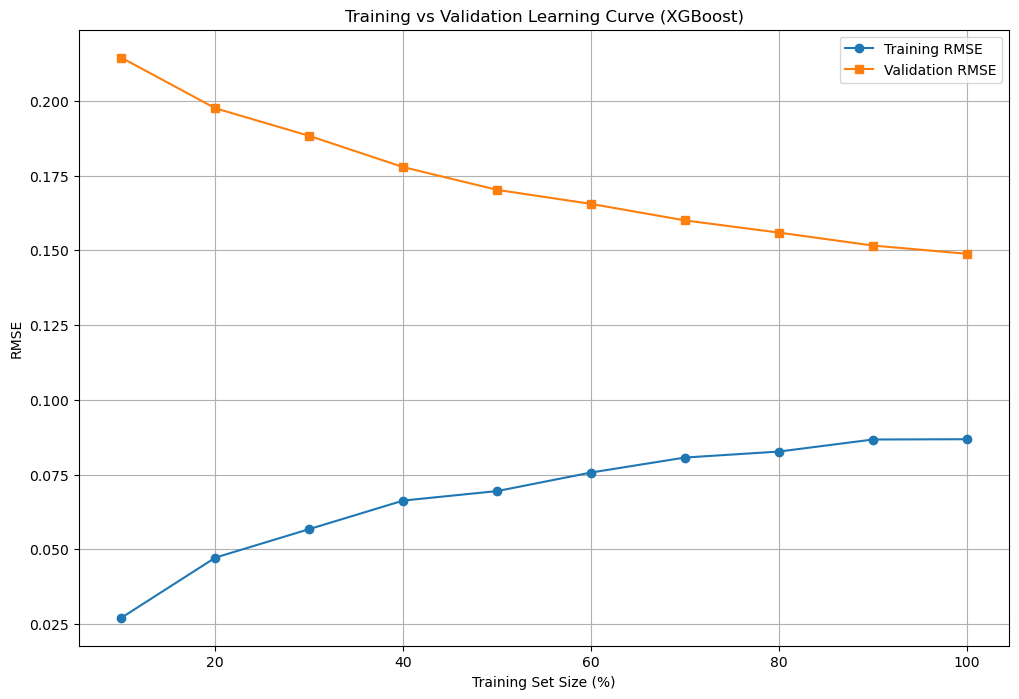 Training vs Validation Learning Curve (XGBoost)
Training RMSE
Validation RMSE
RMSE
0.200
0.175
0.150
0.125
0.100
0.075
0.050
0.025
20
40
60
80
100
Training Set Size (%)